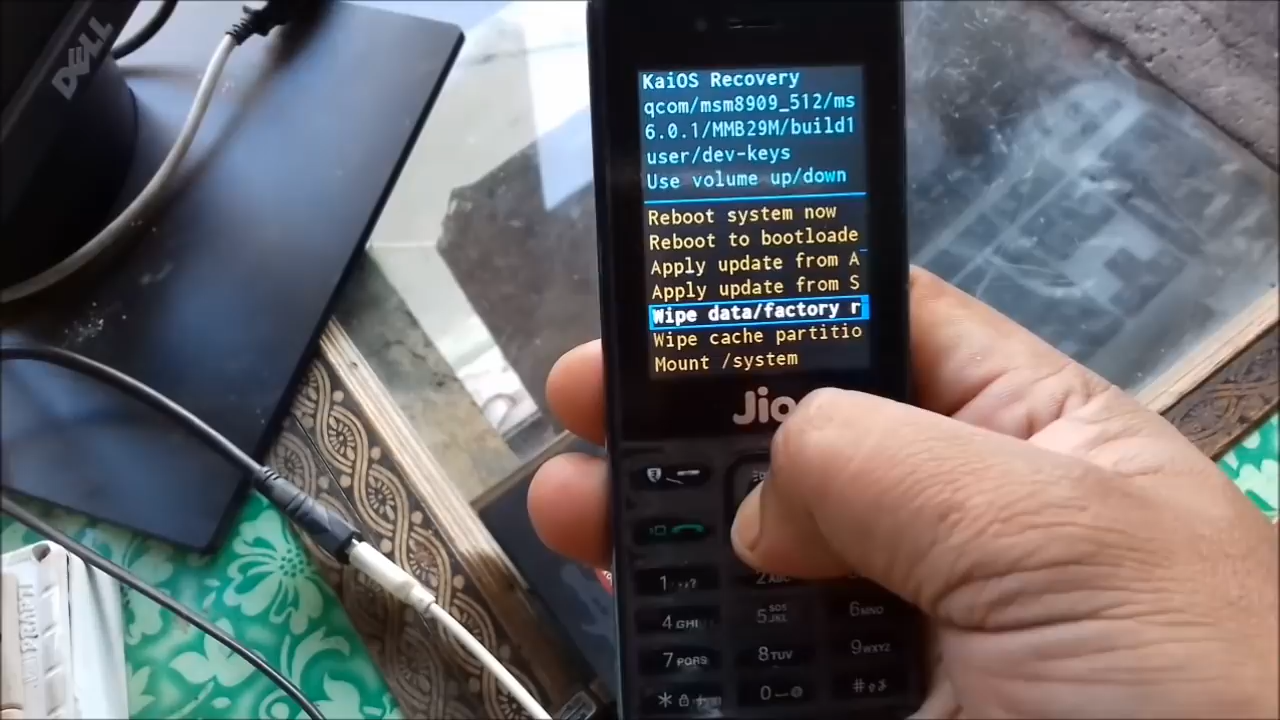 DELL
KaiOS Recovery
qcom/msm8909_512/ms
6.0.1/MMB29M/build1
user/dev-keys
Use volume up/down
Reboot system now
Reboot to bootloade
Apply update from A
Apply update from S
Wipe data/factory r
Wipe cache partitio
Mount /system
Jio
1
2ABC
4GHI
5JKL
SOS
6MNO
7PQRS
8TUV
9WXYZ
*
0
#